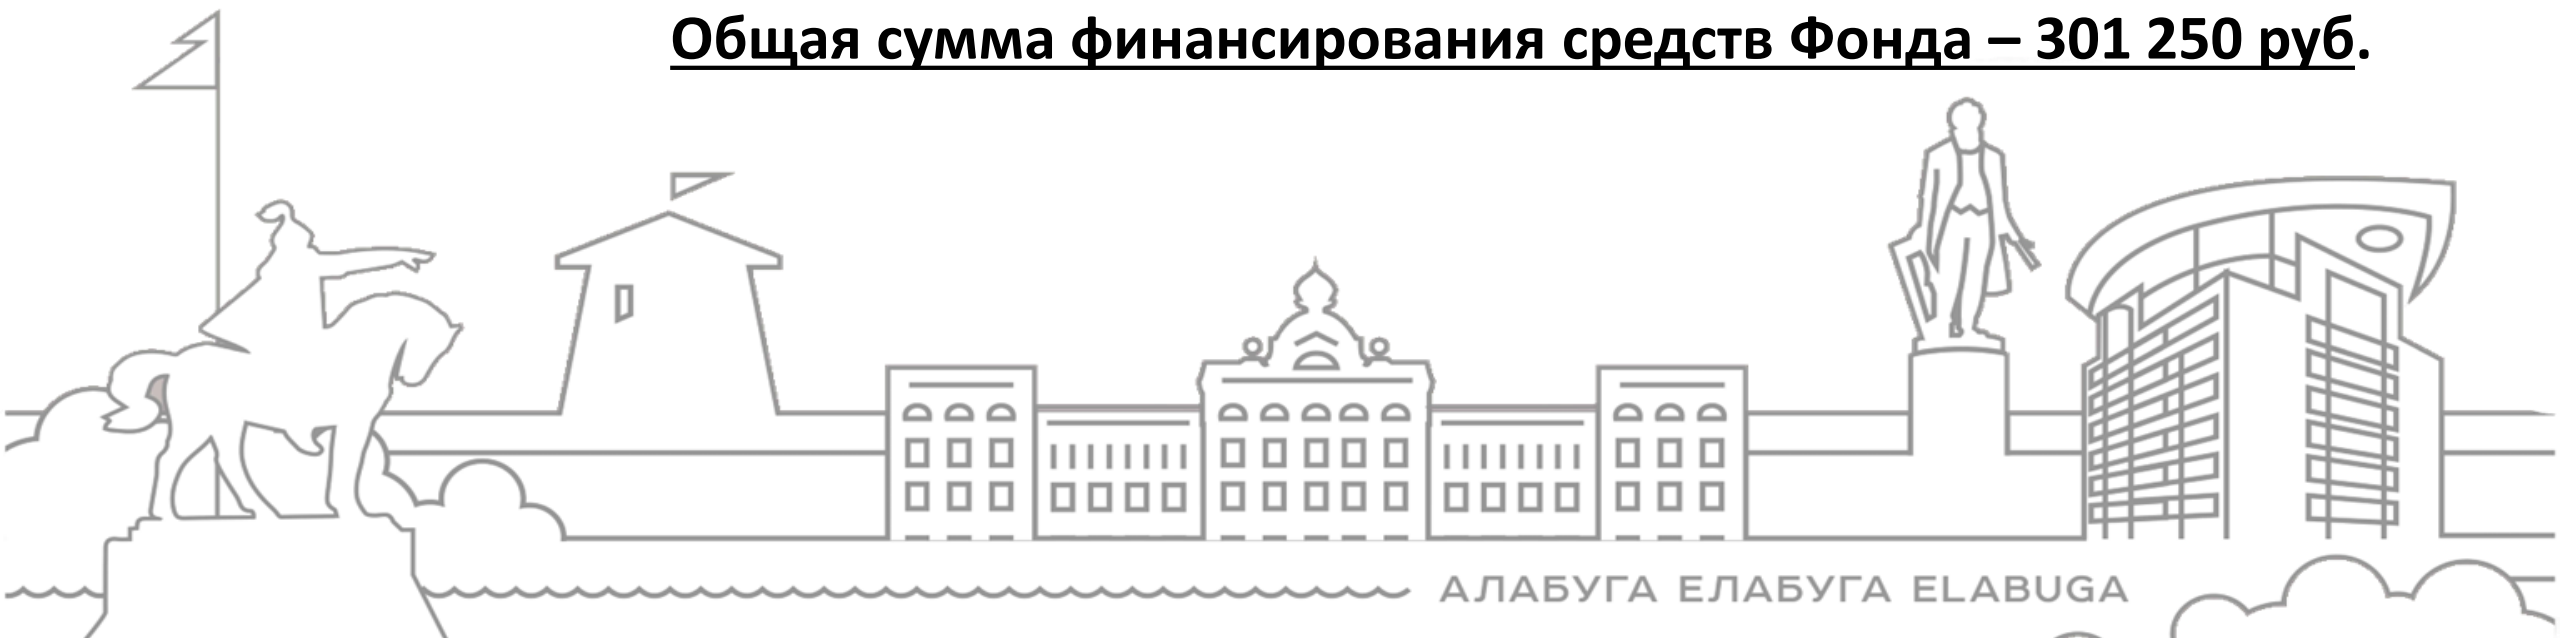 Общая сумма финансирования средств Фонда – 301 250 руб.
АЛАБУГА ЕЛАБУГА ELABUGA